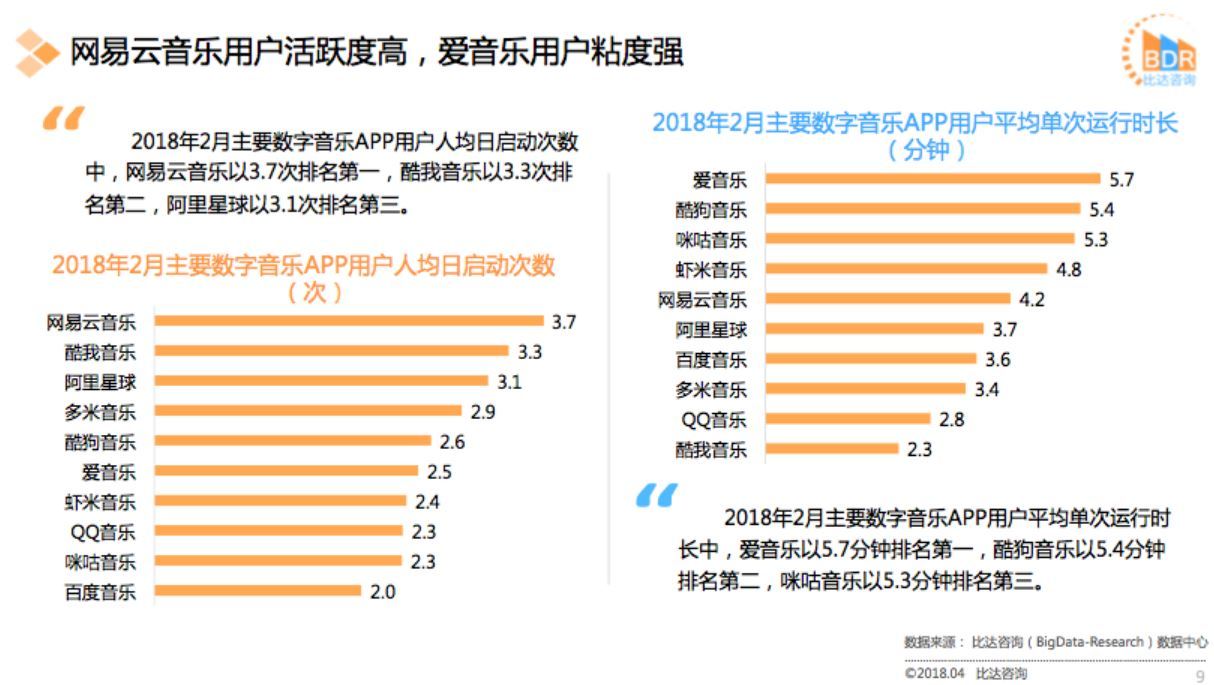 网易云音乐用户活跃度高，爱音乐用户粘度强
BDR
比达咨询
2018年2月主要数字音乐APP用户人均日启动次数
中，网易云音乐以3.7次排名第一，酷我音乐以3.3次排
名第二，阿里星球以3.1次排名第三。
2018年2月主要数字音乐APP用户人均日启动次数
（次）
网易云音乐 3.7
酷我音乐 3.3
阿里星球 3.1
多米音乐 2.9
酷狗音乐 2.6
爱音乐 2.5
虾米音乐 2.4
QQ音乐 2.3
咪咕音乐 2.3
百度音乐 2.0
2018年2月主要数字音乐APP用户平均单次运行时长
（分钟）
爱音乐 5.7
酷狗音乐 5.4
咪咕音乐 5.3
虾米音乐 4.8
网易云音乐 4.2
阿里星球 3.7
百度音乐 3.6
多米音乐 3.4
QQ音乐 2.8
酷我音乐 2.3
2018年2月主要数字音乐APP用户平均单次运行时
长中，爱音乐以5.7分钟排名第一，酷狗音乐以5.4分钟
排名第二，咪咕音乐以5.3分钟排名第三。
数据来源：比达咨询（BigData-Research）数据中心
©2018.04 比达咨询
9